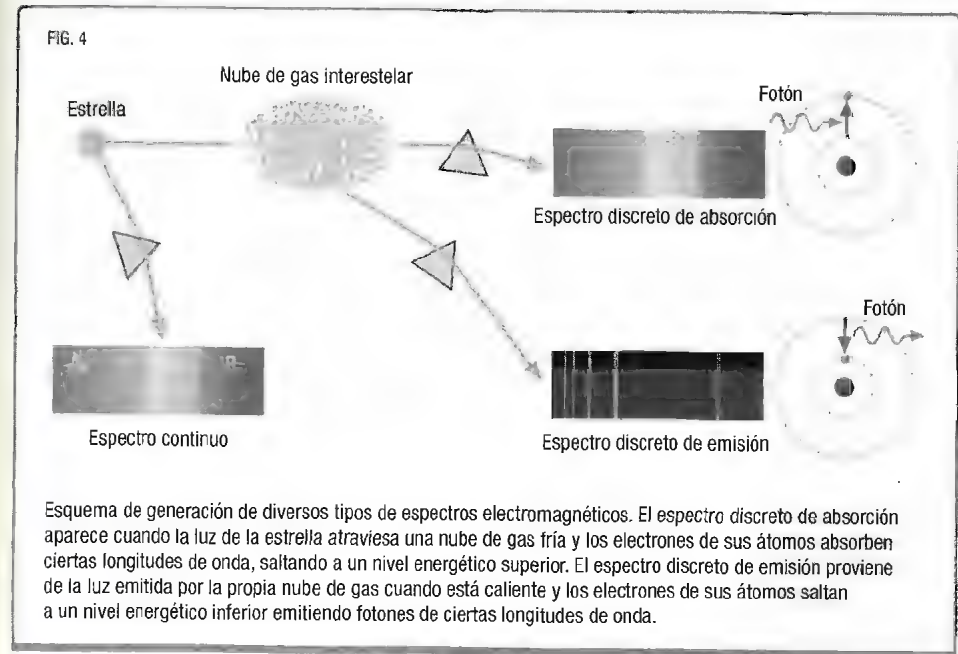 FIG. 4
Nube de gas interestelar
Estrella
Fotón
Espectro discreto de absorción
Fotón
Espectro continuo
Espectro discreto de emisión
Esquema de generación de diversos tipos de espectros electromagnéticos. El espectro discreto de absorción
aparece cuando la luz de la estrella atraviesa una nube de gas fría y los electrones de sus átomos absorben
ciertas longitudes de onda, saltando a un nivel energético superior. El espectro discreto de emisión proviene
de la luz emitida por la propia nube de gas cuando está caliente y los electrones de sus átomos saltan
a un nivel energético inferior emitiendo fotones de ciertas longitudes de onda.